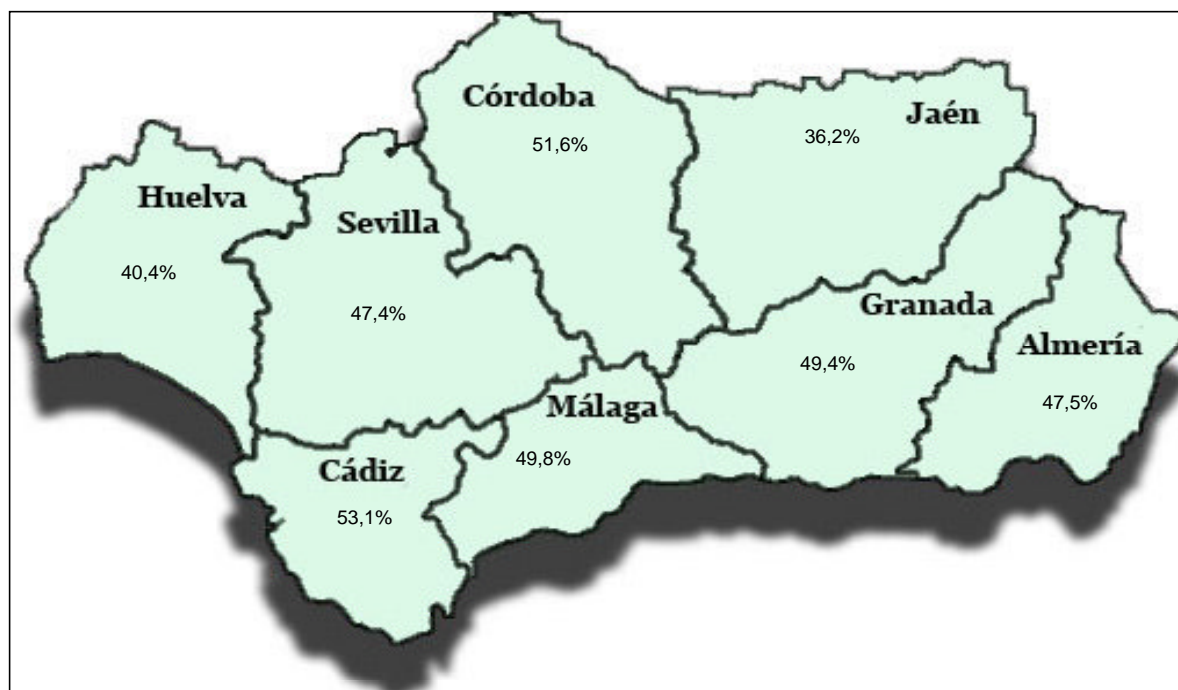 Córdoba
51,6%
Jaén
36,2%
Huelva
40,4%
Sevilla
47,4%
Granada
49,4%
Almería
47,5%
Málaga
49,8%
Cádiz
53,1%